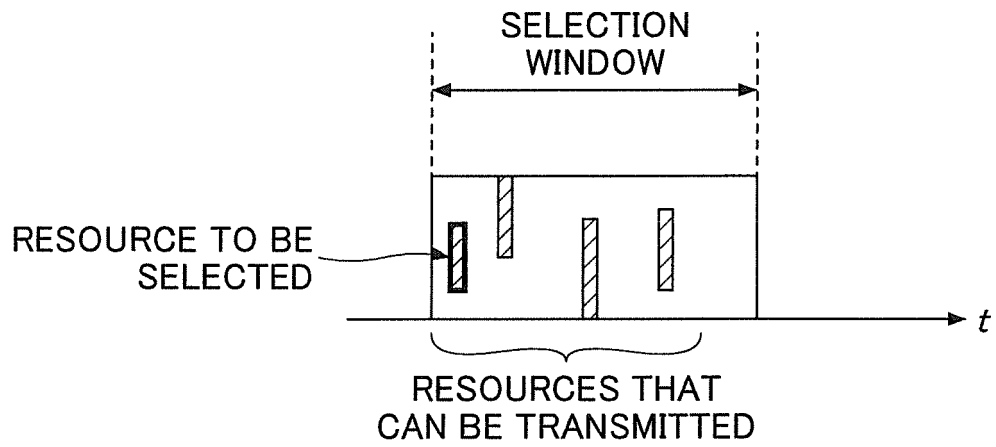 SELECTION
WINDOW
RESOURCE TO BE
SELECTED
t
RESOURCES THAT
CAN BE TRANSMITTED